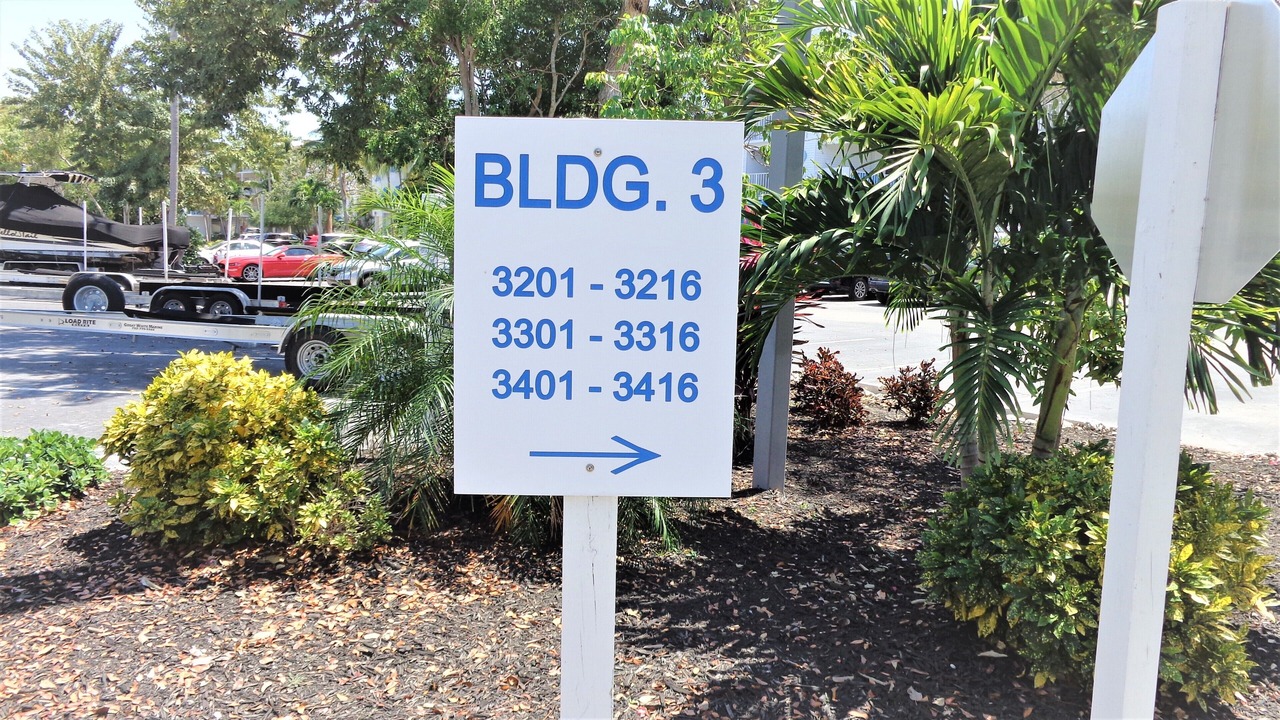 BLDG. 3
3201 - 3216
3301 - 3316
3401 - 3416
LOAD RITE